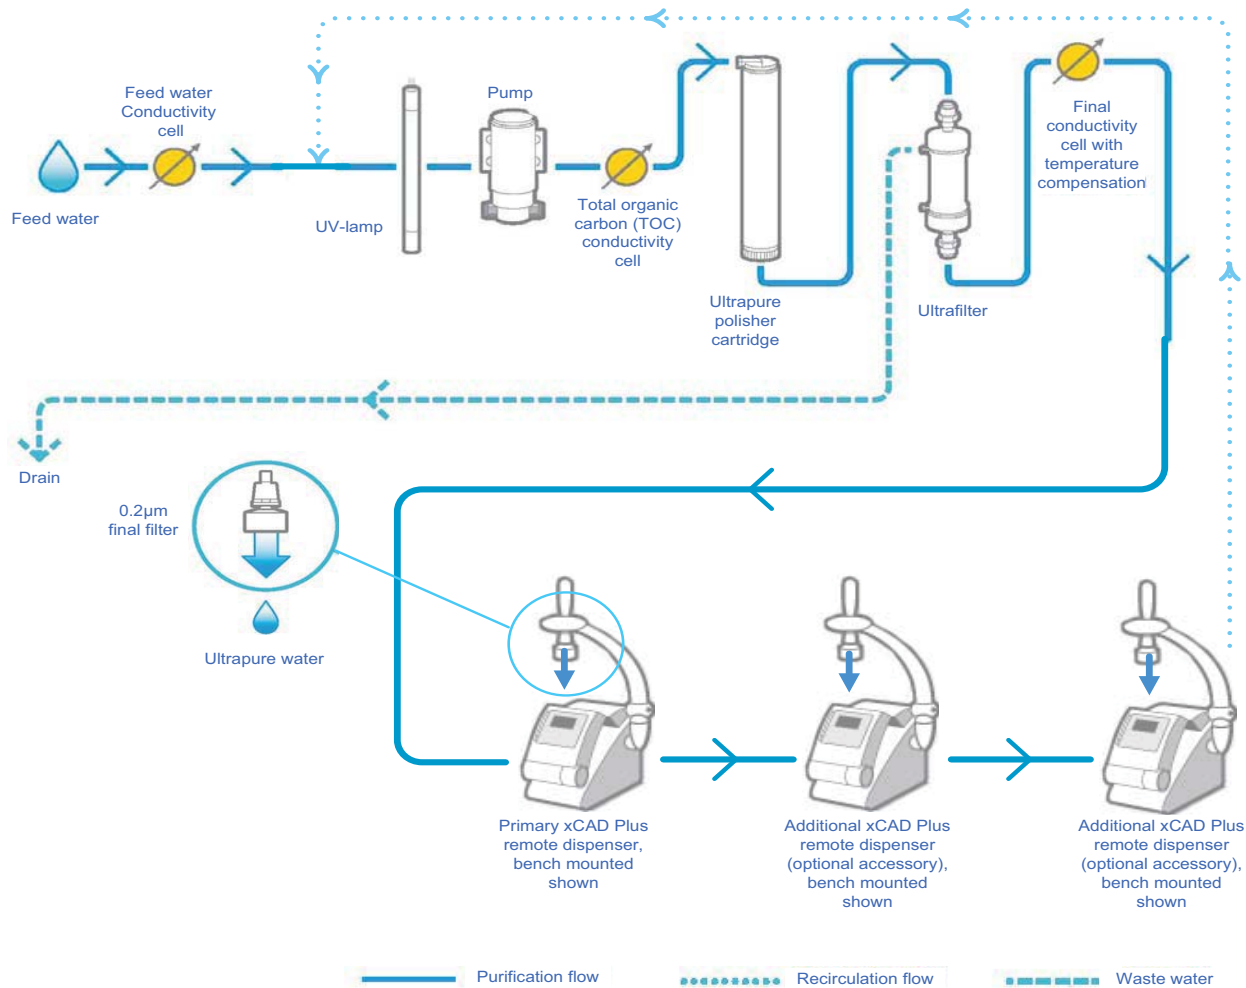 Feed water
Conductivity
cell
Feed water
UV-lamp
Pump
Total organic
carbon (TOC)
conductivity
cell
Ultrapure
polisher
cartridge
Ultrafilter
Final
conductivity
cell with
temperature
compensation
Drain
0.2µm
final filter
Ultrapure water
Primary xCAD Plus
remote dispenser,
bench mounted
shown
Additional xCAD Plus
remote dispenser
(optional accessory),
bench mounted
shown
Additional xCAD Plus
remote dispenser
(optional accessory),
bench mounted
shown
Purification flow
Recirculation flow
Waste water